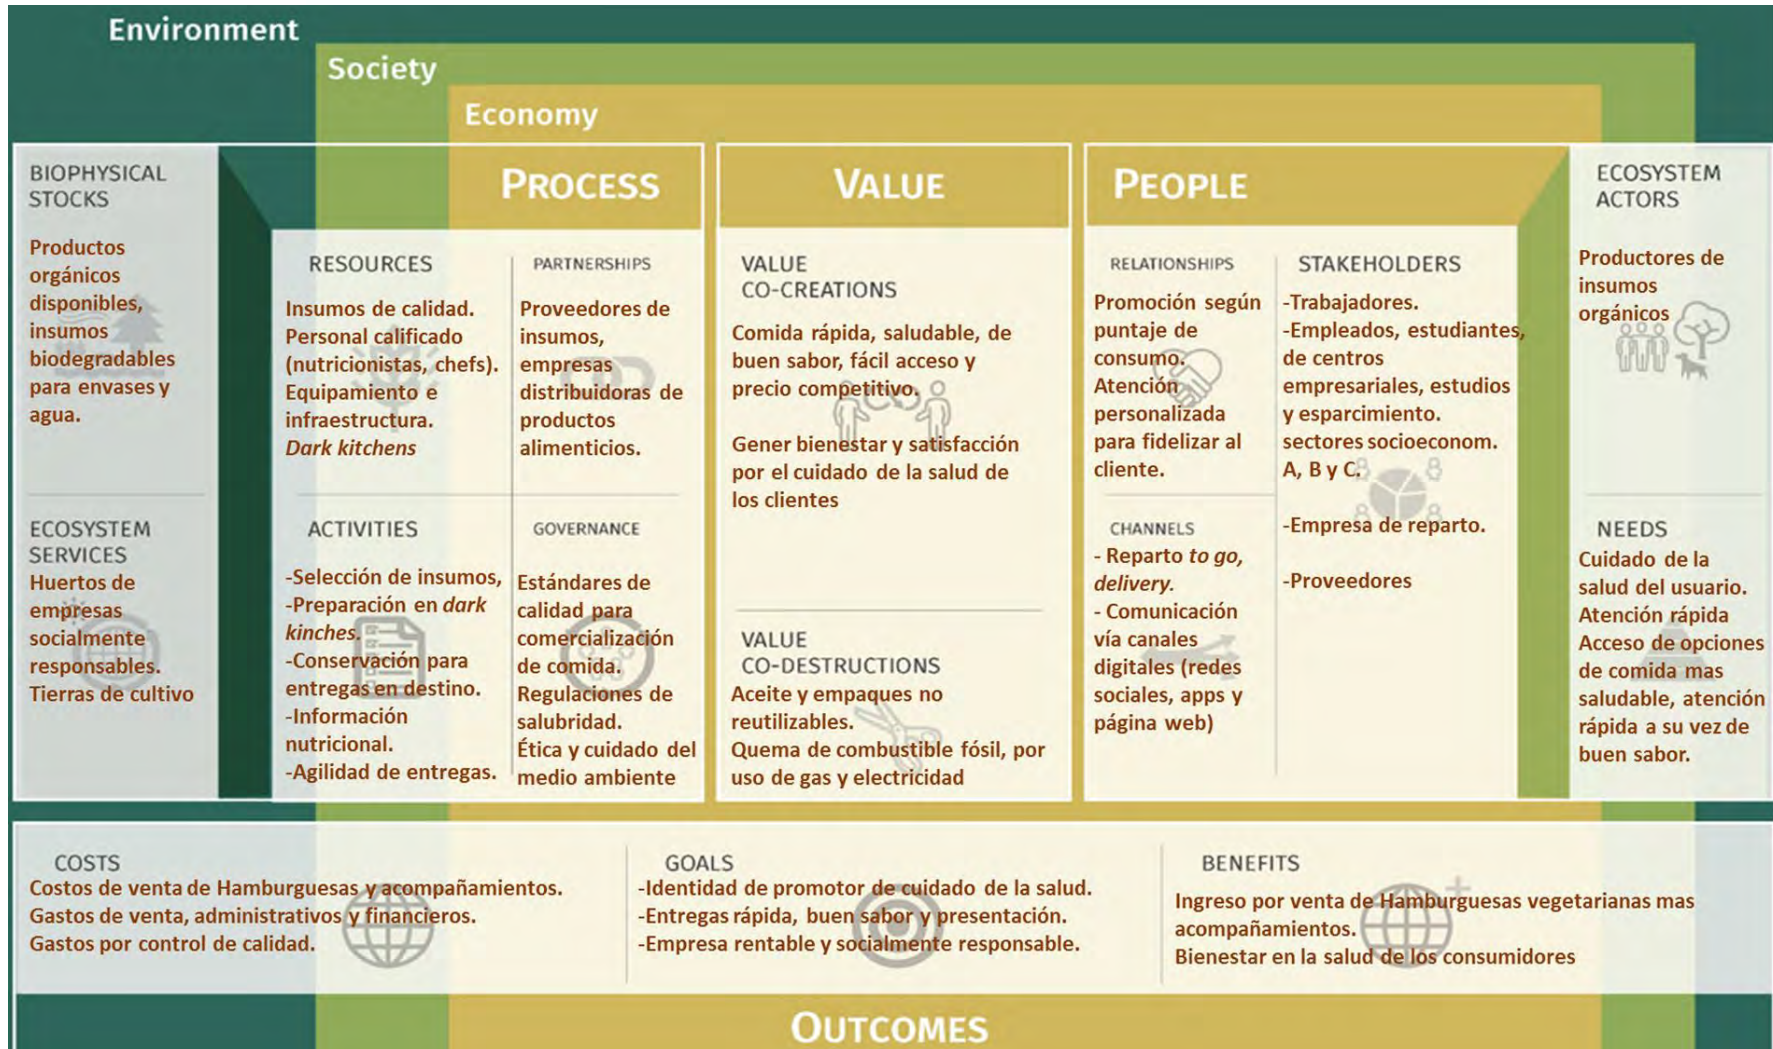 Environment
Society
Economy
BIOPHYSICAL
STOCKS
Productos
orgánicos
disponibles,
insumos
biodegradables
para envases y
agua.
ECOSYSTEM
SERVICES
Huertos de
empresas
socialmente
responsables.
Tierras de cultivo
PROCESS
RESOURCES
Insumos de calidad.
Personal calificado
(nutricionistas, chefs).
Equipamiento e
infraestructura.
Dark kitchens
PARTNERSHIPS
Proveedores de
insumos,
empresas
distribuidoras de
productos
alimenticios.
ACTIVITIES
-Selección de insumos,
-Preparación en dark
kinches.
-Conservación para
entregas en destino.
-Información
nutricional.
-Agilidad de entregas.
GOVERNANCE
Estándares de
calidad para
comercialización
de comida.
Regulaciones de
salubridad.
Ética y cuidado del
medio ambiente
VALUE
VALUE
CO-CREATIONS
Comida rápida, saludable, de
buen sabor, fácil acceso y
precio competitivo.
Gener bienestar y satisfacción
por el cuidado de la salud de
los clientes
VALUE
CO-DESTRUCTIONS
Aceite y empaques no
reutilizables.
Quema de combustible fósil, por
uso de gas y electricidad
PEOPLE
RELATIONSHIPS
Promoción según
puntaje de
consumo.
Atención
personalizada
para fidelizar al
cliente.
CHANNELS
- Reparto to go,
delivery.
- Comunicación
vía canales
digitales (redes
sociales, apps y
página web)
STAKEHOLDERS
-Trabajadores.
-Empleados, estudiantes,
de centros
empresariales, estudios
y esparcimiento.
sectores socioeconom.
A, B y C.
-Empresa de reparto.
-Proveedores
ECOSYSTEM
ACTORS
Productores de
insumos
orgánicos
NEEDS
Cuidado de la
salud del usuario.
Atención rápida
Acceso de opciones
de comida mas
saludable, atención
rápida a su vez de
buen sabor.
COSTS
Costos de venta de Hamburguesas y acompañamientos.
Gastos de venta, administrativos y financieros.
Gastos por control de calidad.
GOALS
-Identidad de promotor de cuidado de la salud.
-Entregas rápida, buen sabor y presentación.
-Empresa rentable y socialmente responsable.
BENEFITS
Ingreso por venta de Hamburguesas vegetarianas mas
acompañamientos.
Bienestar en la salud de los consumidores
OUTCOMES